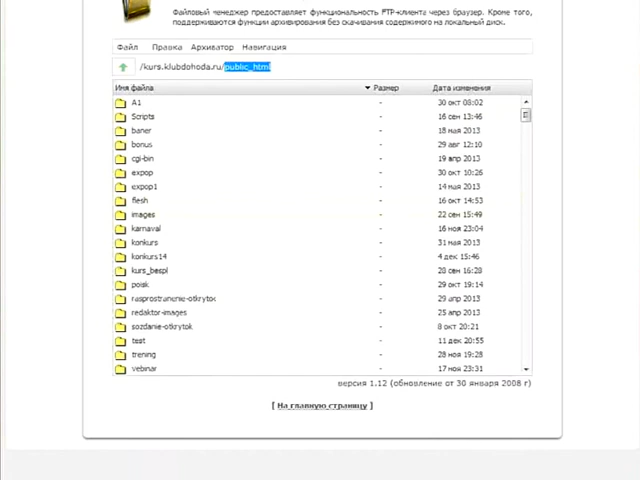 Файловый менеджер предоставляет функциональность FTP-клиента через браузер. Кроме того,
поддерживаются функции архивирования без скачивания содержимого на локальный диск.
Файл Правка Архиватор Навигация
/kurs.klubdohoda.ru/public_html
Имя файла Размер Дата изменения
A1 - 30 окт 08:02
Scripts - 16 сен 13:46
baner - 18 мая 2013
bonus - 29 авг 12:10
cgi-bin - 19 апр 2013
expop - 30 окт 10:26
expop1 - 14 мая 2013
flesh - 16 окт 14:53
images - 22 сен 15:49
karnaval - 16 ноя 23:04
konkurs - 31 мая 2013
konkurs14 - 4 дек 15:46
kurs_bespl - 28 сен 16:28
poisk - 29 окт 19:14
rasprostranenie-otkrytok - 29 апр 2013
redaktor-images - 25 апр 2013
sozdanie-otkrytok - 8 окт 20:21
test - 11 дек 20:55
trening - 28 ноя 19:28
vebinar - 17 ноя 23:31
версия 1.12 (обновление от 30 января 2008 г)
[ На главную страницу ]